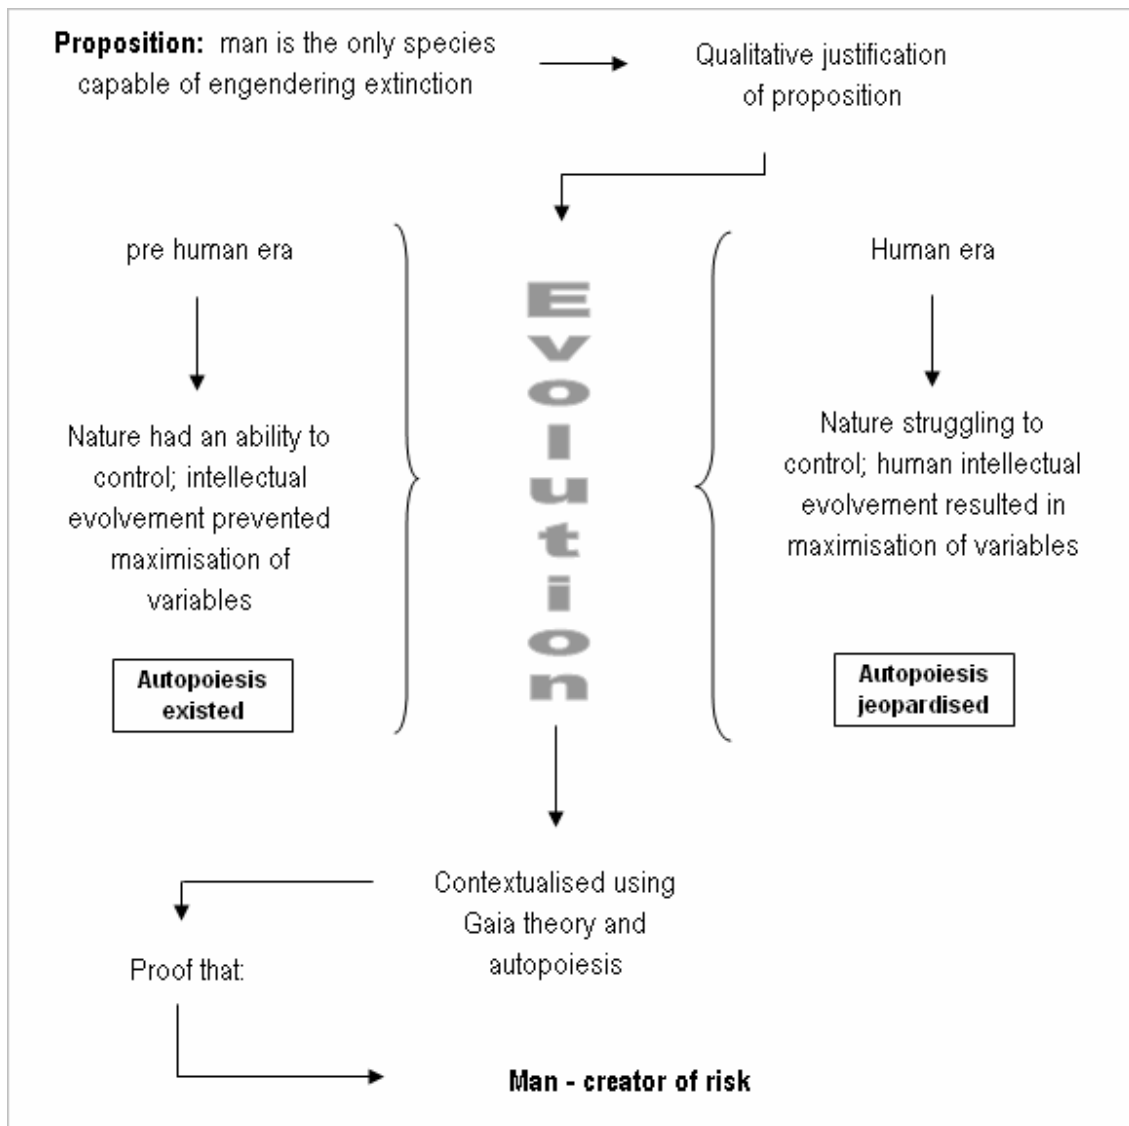 Proposition: man is the only species
capable of engendering extinction
Qualitative justification
of proposition
pre human era
Nature had an ability to
control; intellectual
evolvement prevented
maximisation of
variables
Autopoiesis
existed
Evolution
Human era
Nature struggling to
control; human intellectual
evolvement resulted in
maximisation of variables
Autopoiesis
jeopardised
Contextualised using
Gaia theory and
autopoiesis
Proof that:
Man - creator of risk